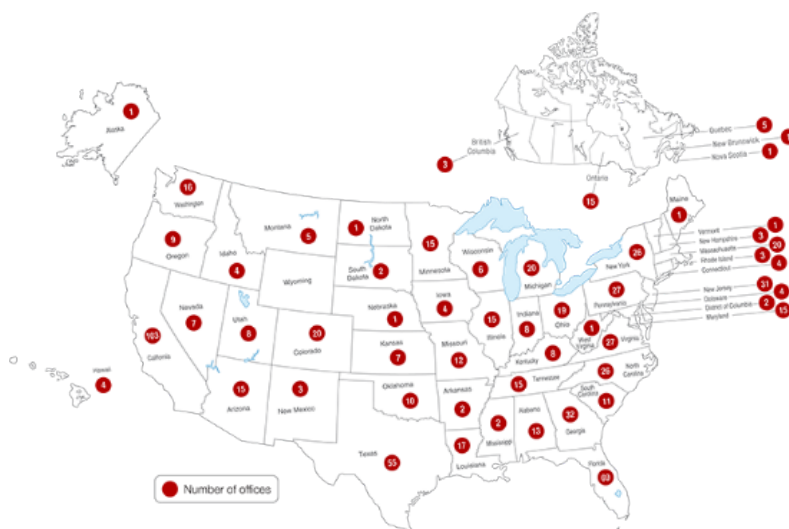 1
Alaska
British
Columbia
3
Quebec
5
New Brunswick
Nova Scotia
1
Ontario
15
16
Washington
9
Oregon
Idaho
4
Montana
5
1
North
Dakota
South
Dakota
2
Wyoming
15
Minnesota
Wisconsin
6
20
Michigan
Maine
1
26
New York
Vermont
1
New Hampshire
3
Massachusetts
20
Rhode Island
3
Connecticut
4
27
Pennsylvania
New Jersey
31
Delaware
4
District of Columbia
2
Maryland
15
103
California
Nevada
7
Utah
8
20
Colorado
Nebraska
1
Kansas
7
Iowa
4
Missouri
12
15
Illinois
Indiana
8
19
Ohio
1
West
Virginia
27
Virginia
Kentucky
8
15
Tennessee
26
North
Carolina
South
Carolina
11
Hawaii
4
15
Arizona
3
New Mexico
Oklahoma
10
Arkansas
2
2
Mississippi
Alabama
13
32
Georgia
Texas
55
17
Louisiana
Florida
Number of offices